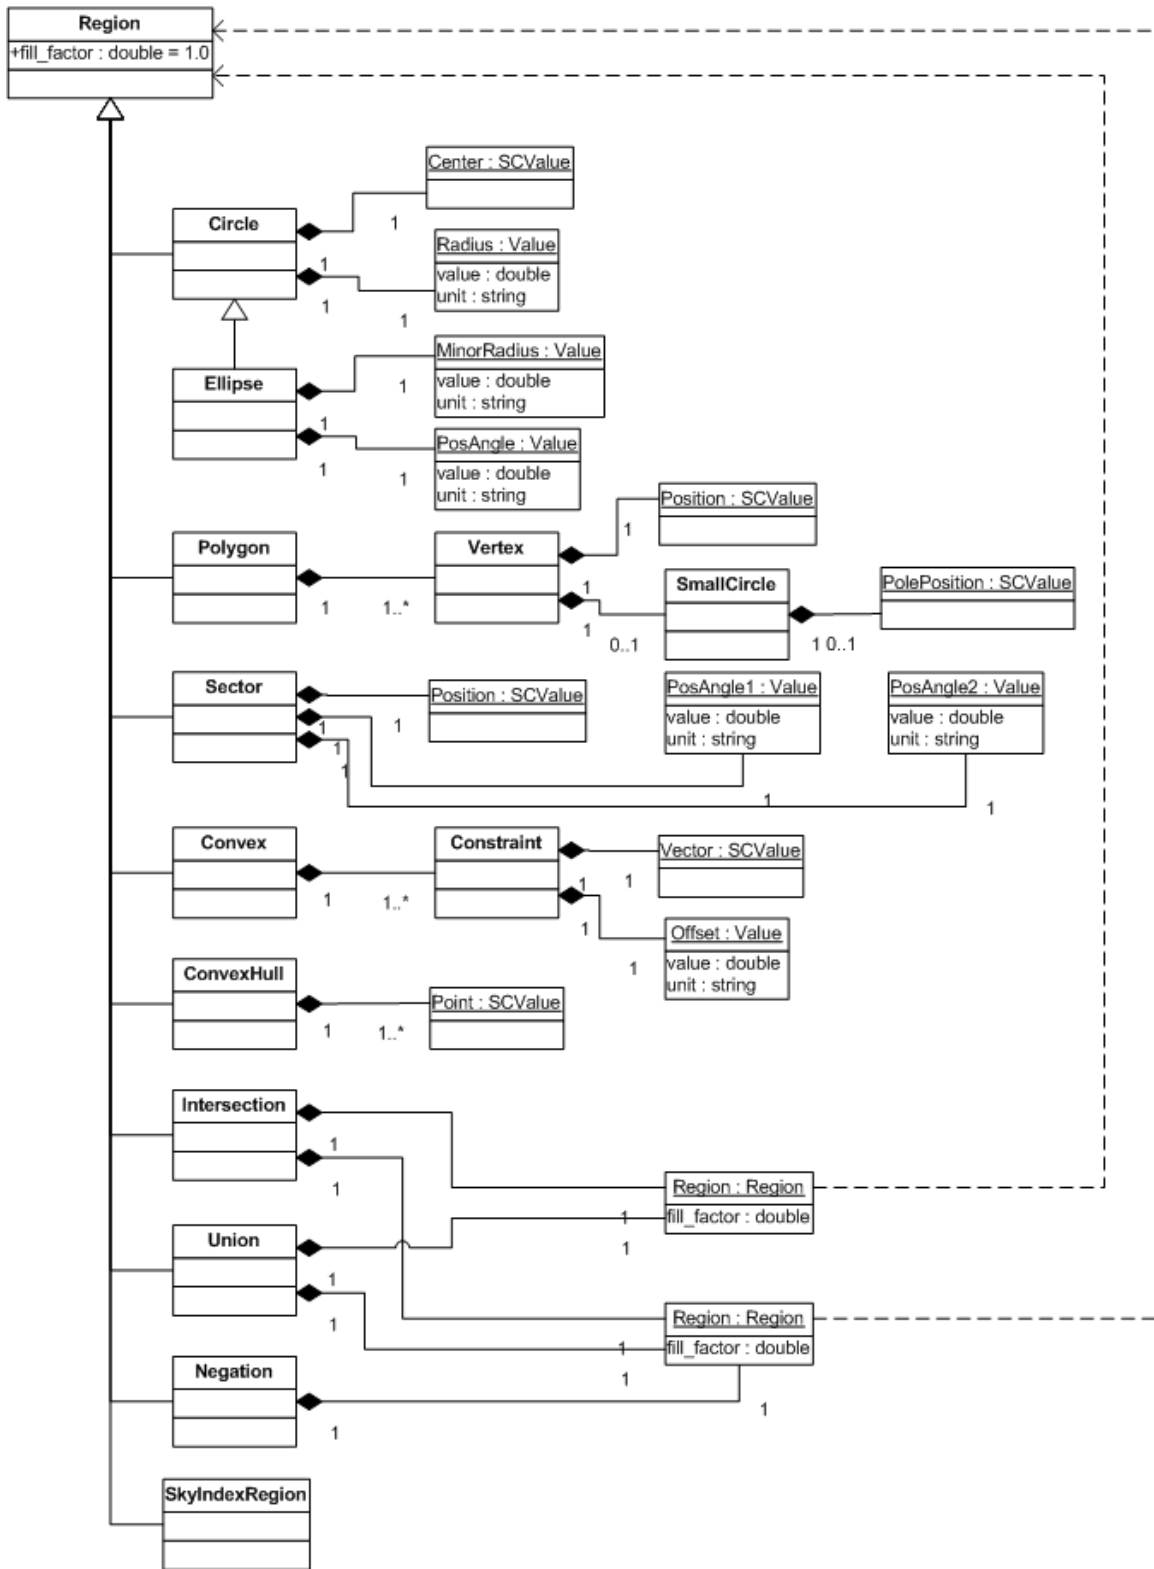 Region
+fill_factor : double = 1.0
Center : SCValue
1
Circle
1
Radius : Value
value : double
unit : string
1
1
MinorRadius : Value
value : double
unit : string
1
Ellipse
1
PosAngle : Value
value : double
unit : string
1
1
Position : SCValue
1
Polygon
1
1..*
Vertex
1
1
SmallCircle
0..1
PolePosition : SCValue
1 0..1
Sector
Position : SCValue
1
1
1
1
PosAngle1 : Value
value : double
unit : string
1
PosAngle2 : Value
value : double
unit : string
1
Convex
1
1..*
Constraint
Vector : SCValue
1
1
1
Offset : Value
value : double
unit : string
1
ConvexHull
1
1..*
Point : SCValue
Intersection
1
1
Region : Region
fill_factor : double
1
1
Union
1
1
Region : Region
fill_factor : double
1
1
1
Negation
1
SkyIndexRegion